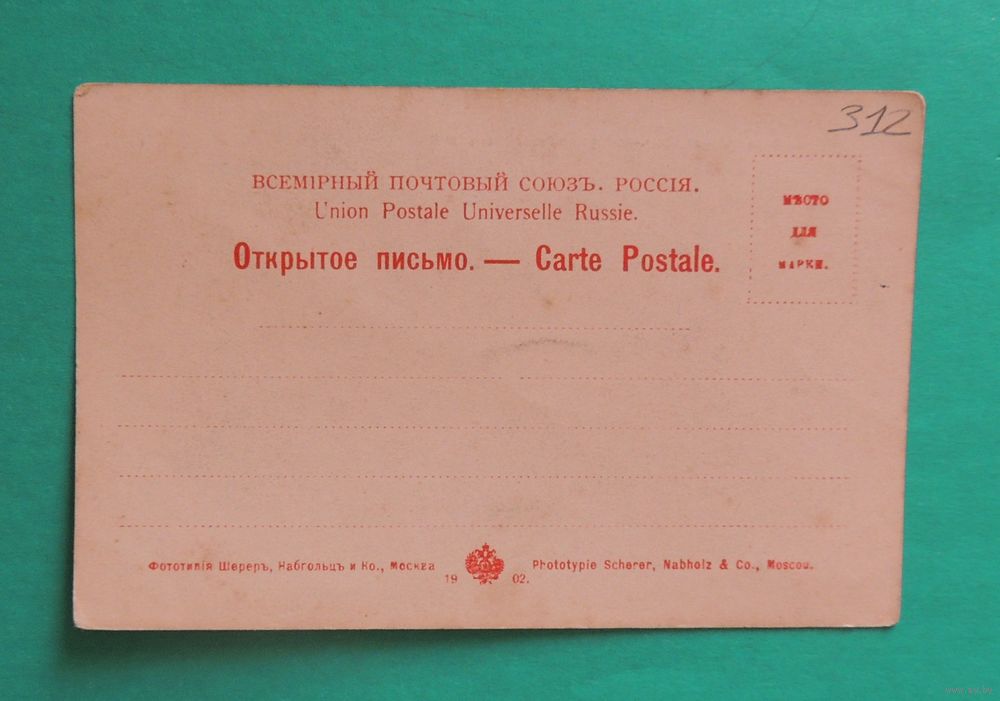 312
ВСЕМІРНЫЙ ПОЧТОВЫЙ СОЮЗЪ. РОССІЯ.
Union Postale Universelle Russie.
Открытое письмо. — Carte Postale.
МѢСТО
ДЛЯ
МАРКИ.
Фототипія Шереръ, Набгольцъ и Ко., Москва
19 02.
Phototypie Scherer, Nabholz & Co., Moscou.